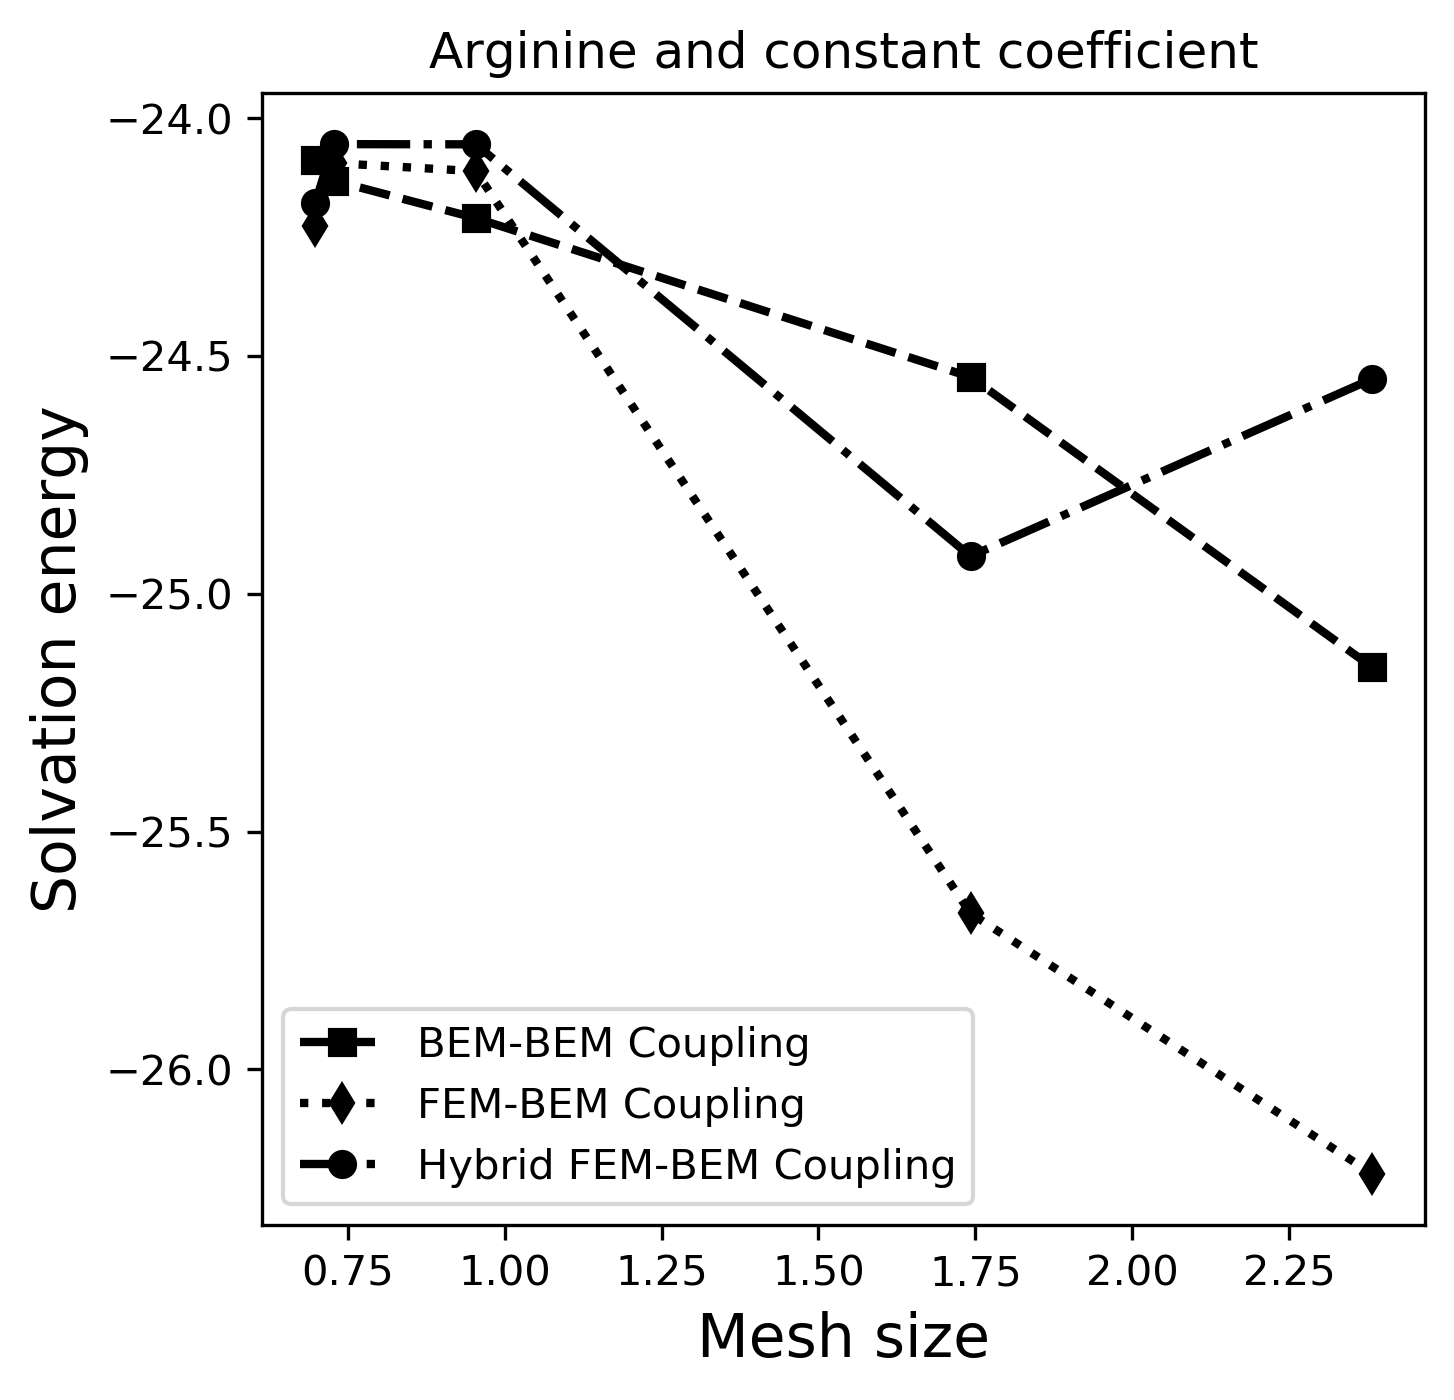 Arginine and constant coefficient
Solvation energy
−24.0
−24.5
−25.0
−25.5
−26.0
BEM-BEM Coupling
FEM-BEM Coupling
Hybrid FEM-BEM Coupling
0.75 1.00 1.25 1.50 1.75 2.00 2.25
Mesh size